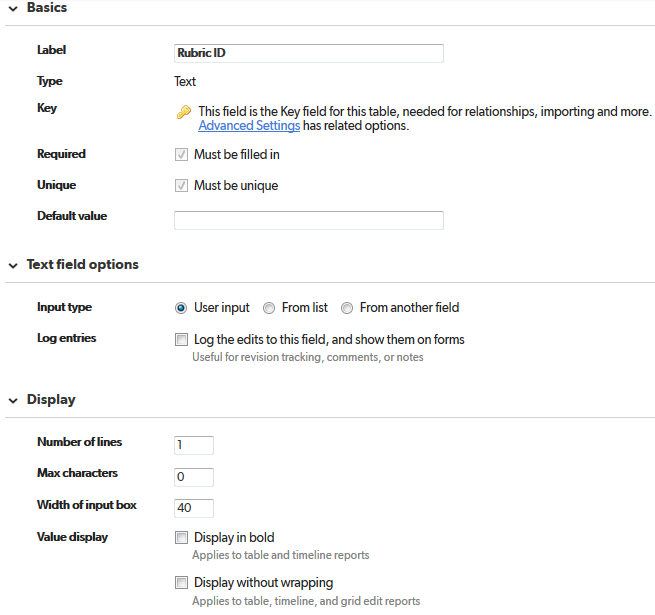 Basics
Label Rubric ID
Type Text
Key This field is the Key field for this table, needed for relationships, importing and more.
Advanced Settings has related options.
Required Must be filled in
Unique Must be unique
Default value
Text field options
Input type User input From list From another field
Log entries Log the edits to this field, and show them on forms
Useful for revision tracking, comments, or notes
Display
Number of lines 1
Max characters 0
Width of input box 40
Value display Display in bold
Applies to table and timeline reports
Display without wrapping
Applies to table, timeline, and grid edit reports